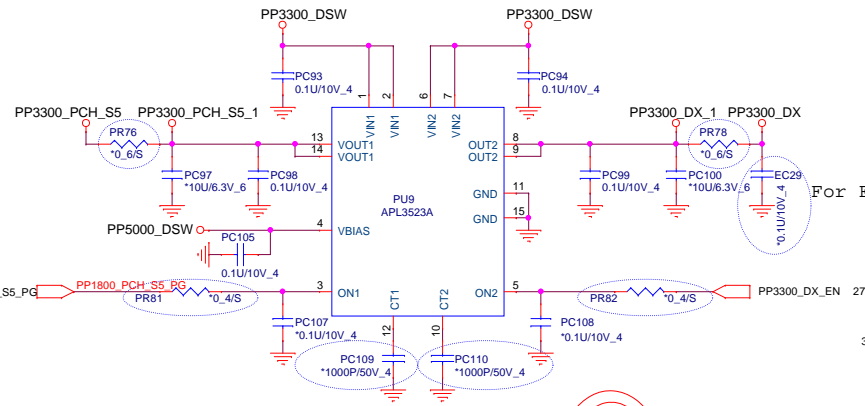 PP3300_DSW
PP3300_DSW
PC93
0.1U/10V_4
PC94
0.1U/10V_4
1
2
6
7
VIN1
VIN1
VIN2
VIN2
PP3300_PCH_S5
PP3300_PCH_S5_1
PP3300_DX_1
PP3300_DX
PR76
*0_6/S
13
14
VOUT1
VOUT1
OUT2
OUT2
8
9
PR78
*0_6/S
PC97
*10U/6.3V_6
PC98
0.1U/10V_4
PC99
0.1U/10V_4
PC100
*10U/6.3V_6
EC29
*0.1U/10V_4
For E
PU9
APL3523A
GND
11
GND
15
PP5000_DSW
4
VBIAS
PC105
0.1U/10V_4
_S5_PG
PP1800_PCH_S5_PG
PR81
*0_4/S
3
ON1
ON2
5
PR82
*0_4/S
PP3300_DX_EN
27
CT1
CT2
12
10
PC107
*0.1U/10V_4
PC108
*0.1U/10V_4
PC109
*1000P/50V_4
PC110
*1000P/50V_4
3